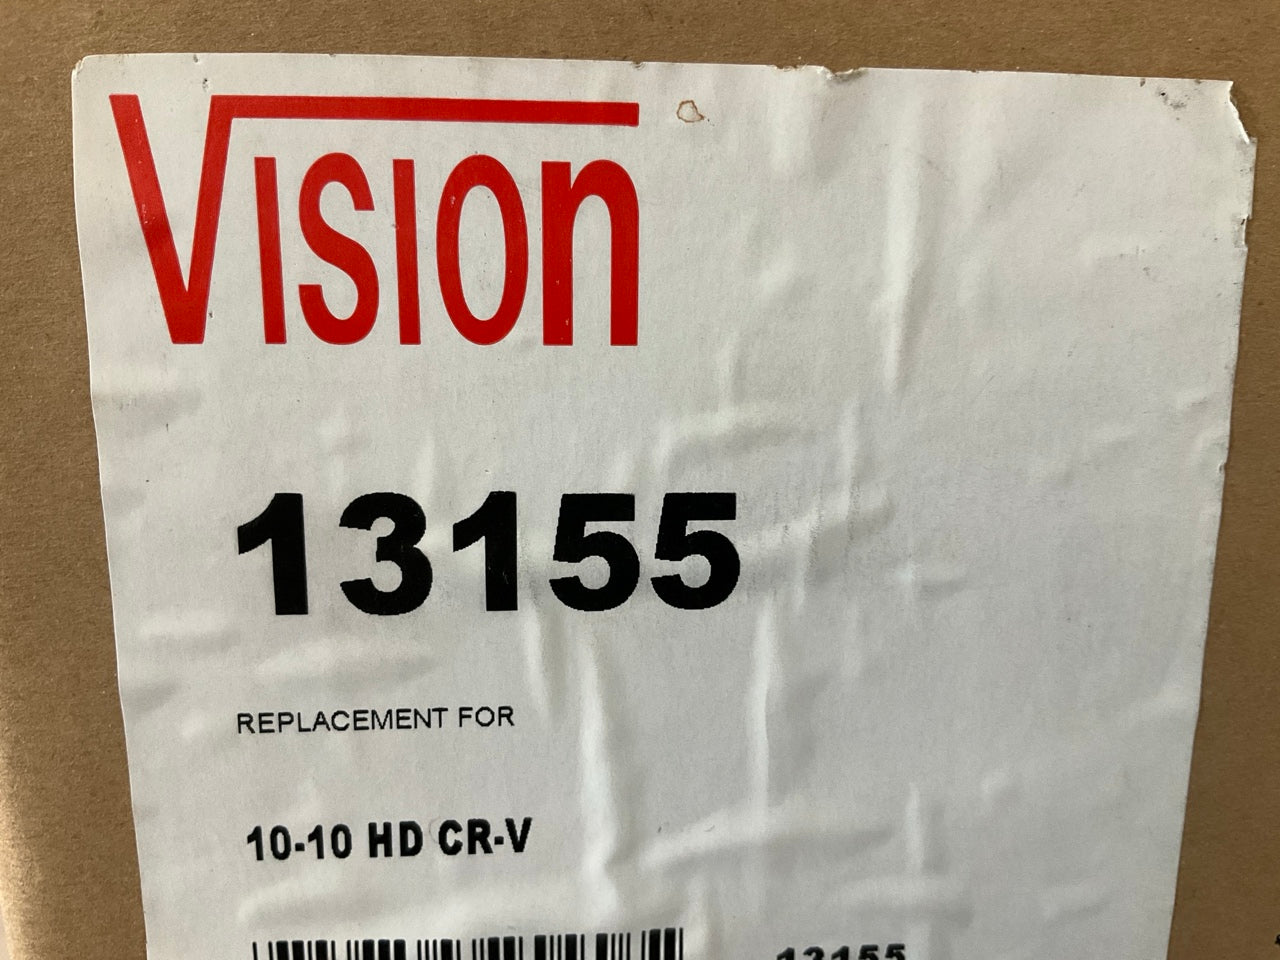 Vision
13155
REPLACEMENT FOR
10-10 HD CR-V
13155